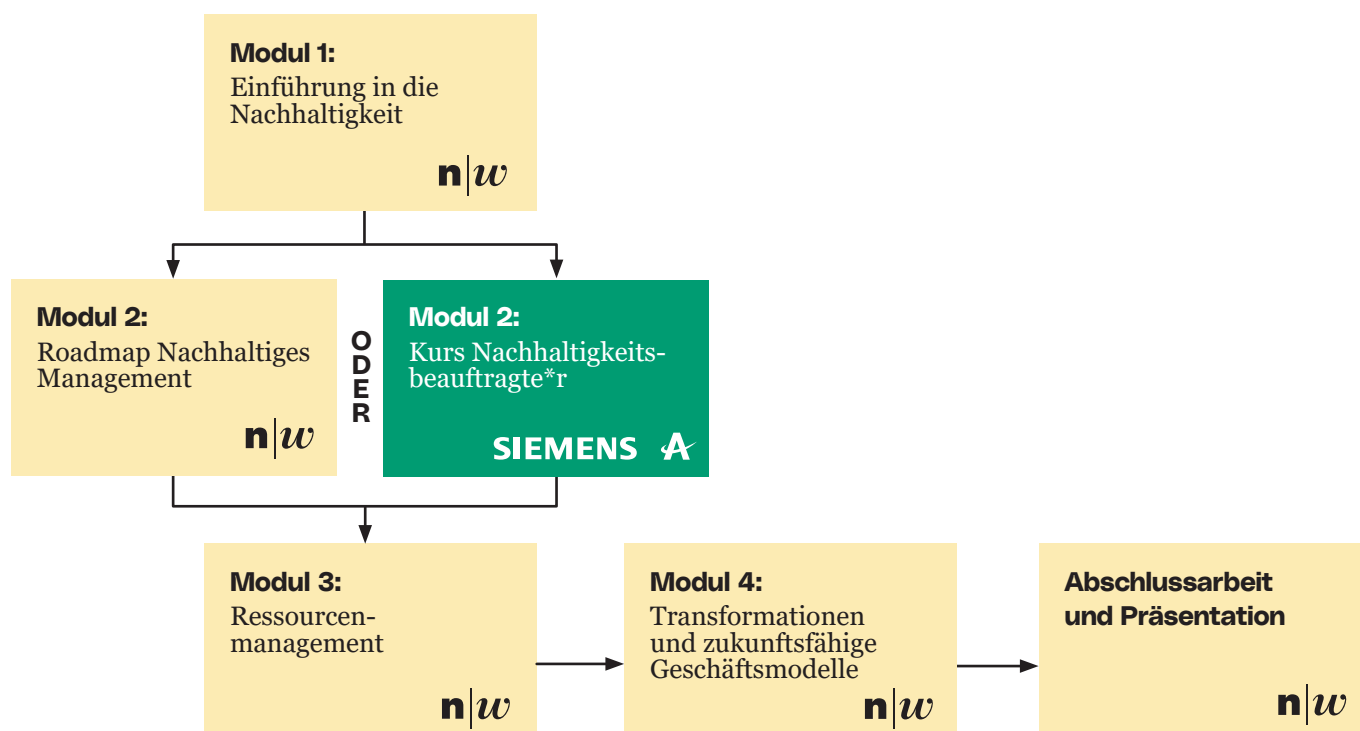 Modul 1:
Einführung in die
Nachhaltigkeit
n|w
Modul 2:
Roadmap Nachhaltiges
Management
n|w
ODER
Modul 2:
Kurs Nachhaltigkeits-
beauftragte*r
SIEMENS A
Modul 3:
Ressourcen-
management
n|w
Modul 4:
Transformationen
und zukunftsfähige
Geschäftsmodelle
n|w
Abschlussarbeit
und Präsentation
n|w